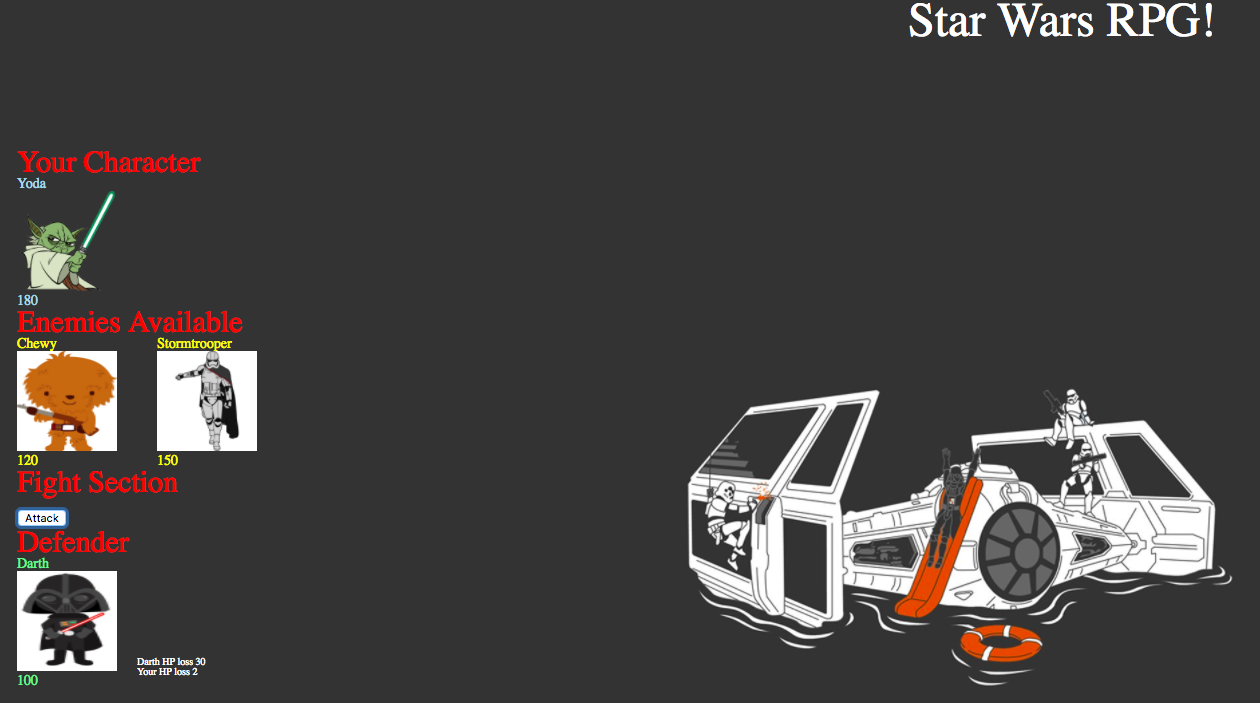 Star Wars RPG!
Your Character
Yoda
180
Enemies Available
Chewy
Stormtrooper
120
150
Fight Section
Attack
Defender
Darth
Darth HP loss 30
Your HP loss 2
100